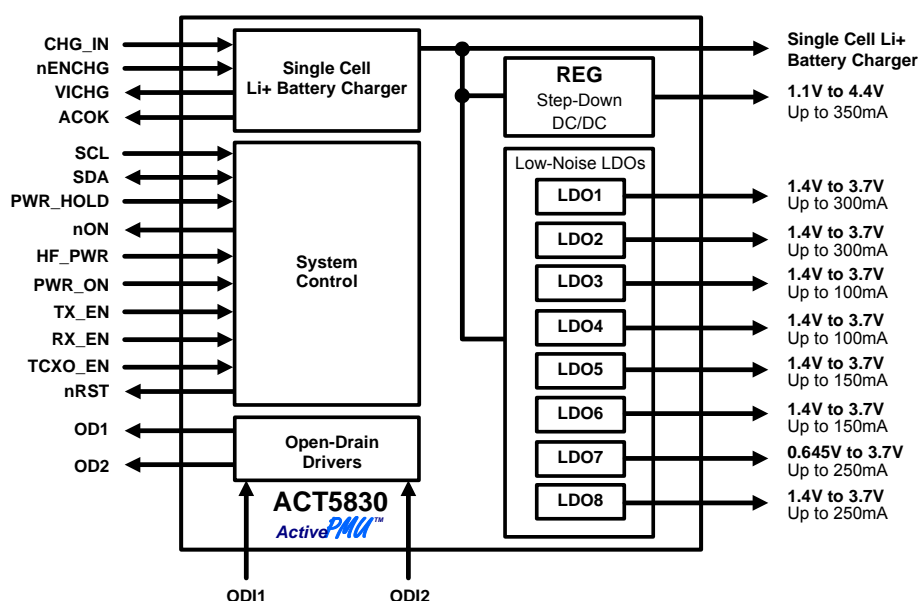 CHG_IN
nENCHG
VICHG
ACOK
SCL
SDA
PWR_HOLD
nON
HF_PWR
PWR_ON
TX_EN
RX_EN
TCXO_EN
nRST
OD1
OD2
Single Cell
Li+ Battery Charger
System
Control
Open-Drain
Drivers
ACT5830
ActivePMU™
ODI1
ODI2
REG
Step-Down
DC/DC
Low-Noise LDOs
LDO1
LDO2
LDO3
LDO4
LDO5
LDO6
LDO7
LDO8
Single Cell Li+
Battery Charger
1.1V to 4.4V
Up to 350mA
1.4V to 3.7V
Up to 300mA
1.4V to 3.7V
Up to 300mA
1.4V to 3.7V
Up to 100mA
1.4V to 3.7V
Up to 100mA
1.4V to 3.7V
Up to 150mA
1.4V to 3.7V
Up to 150mA
0.645V to 3.7V
Up to 250mA
1.4V to 3.7V
Up to 250mA